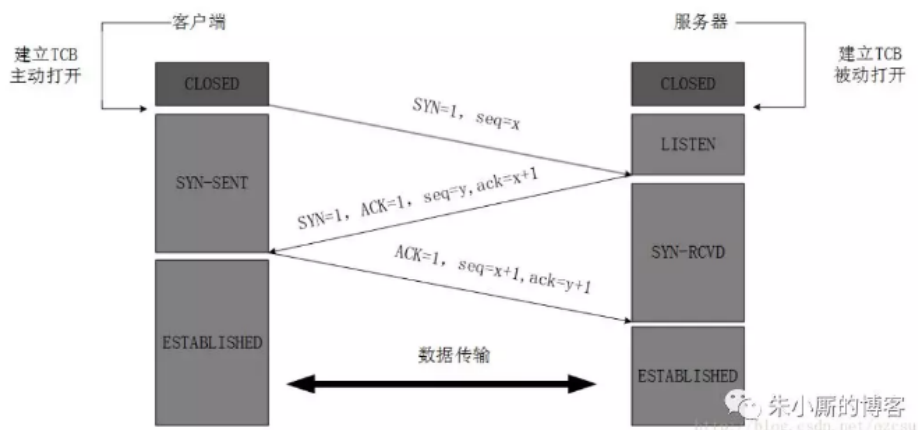 客户端
服务器
建立TCB
主动打开
建立TCB
被动打开
CLOSED
CLOSED
SYN=1, seq=x
LISTEN
SYN-SENT
SYN=1, ACK=1, seq=y,ack=x+1
ACK=1, seq=x+1,ack=y+1
SYN-RCVD
ESTABLISHED
数据传输
ESTABLISHED
朱小厮的博客